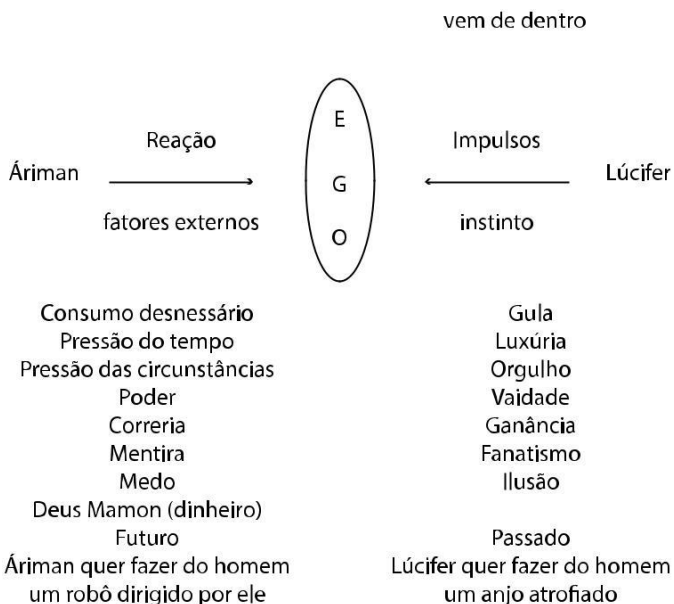 vem de dentro
Reação
Impulsos
Áriman
Lúcifer
fatores externos
instinto
E
G
O
Consumo desnessário
Pressão do tempo
Pressão das circunstâncias
Poder
Correria
Mentira
Medo
Deus Mamon (dinheiro)
Futuro
Áriman quer fazer do homem
um robô dirigido por ele
Gula
Luxúria
Orgulho
Vaidade
Ganância
Fanatismo
Ilusão
Passado
Lúcifer quer fazer do homem
um anjo atrofiado